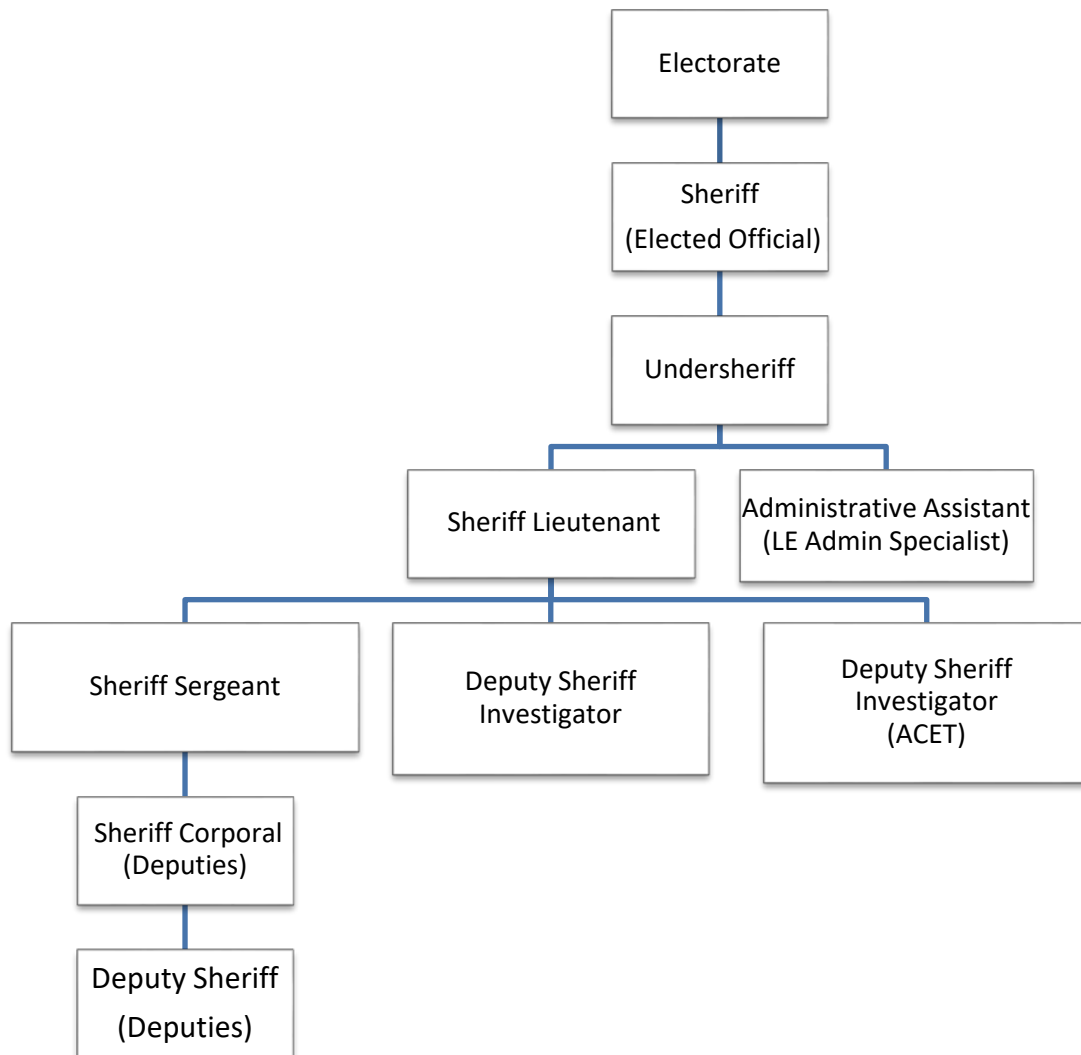 Electorate
Sheriff
(Elected Official)
Undersheriff
Sheriff Lieutenant
Administrative Assistant
(LE Admin Specialist)
Sheriff Sergeant
Deputy Sheriff
Investigator
Deputy Sheriff
Investigator
(ACET)
Sheriff Corporal
(Deputies)
Deputy Sheriff
(Deputies)